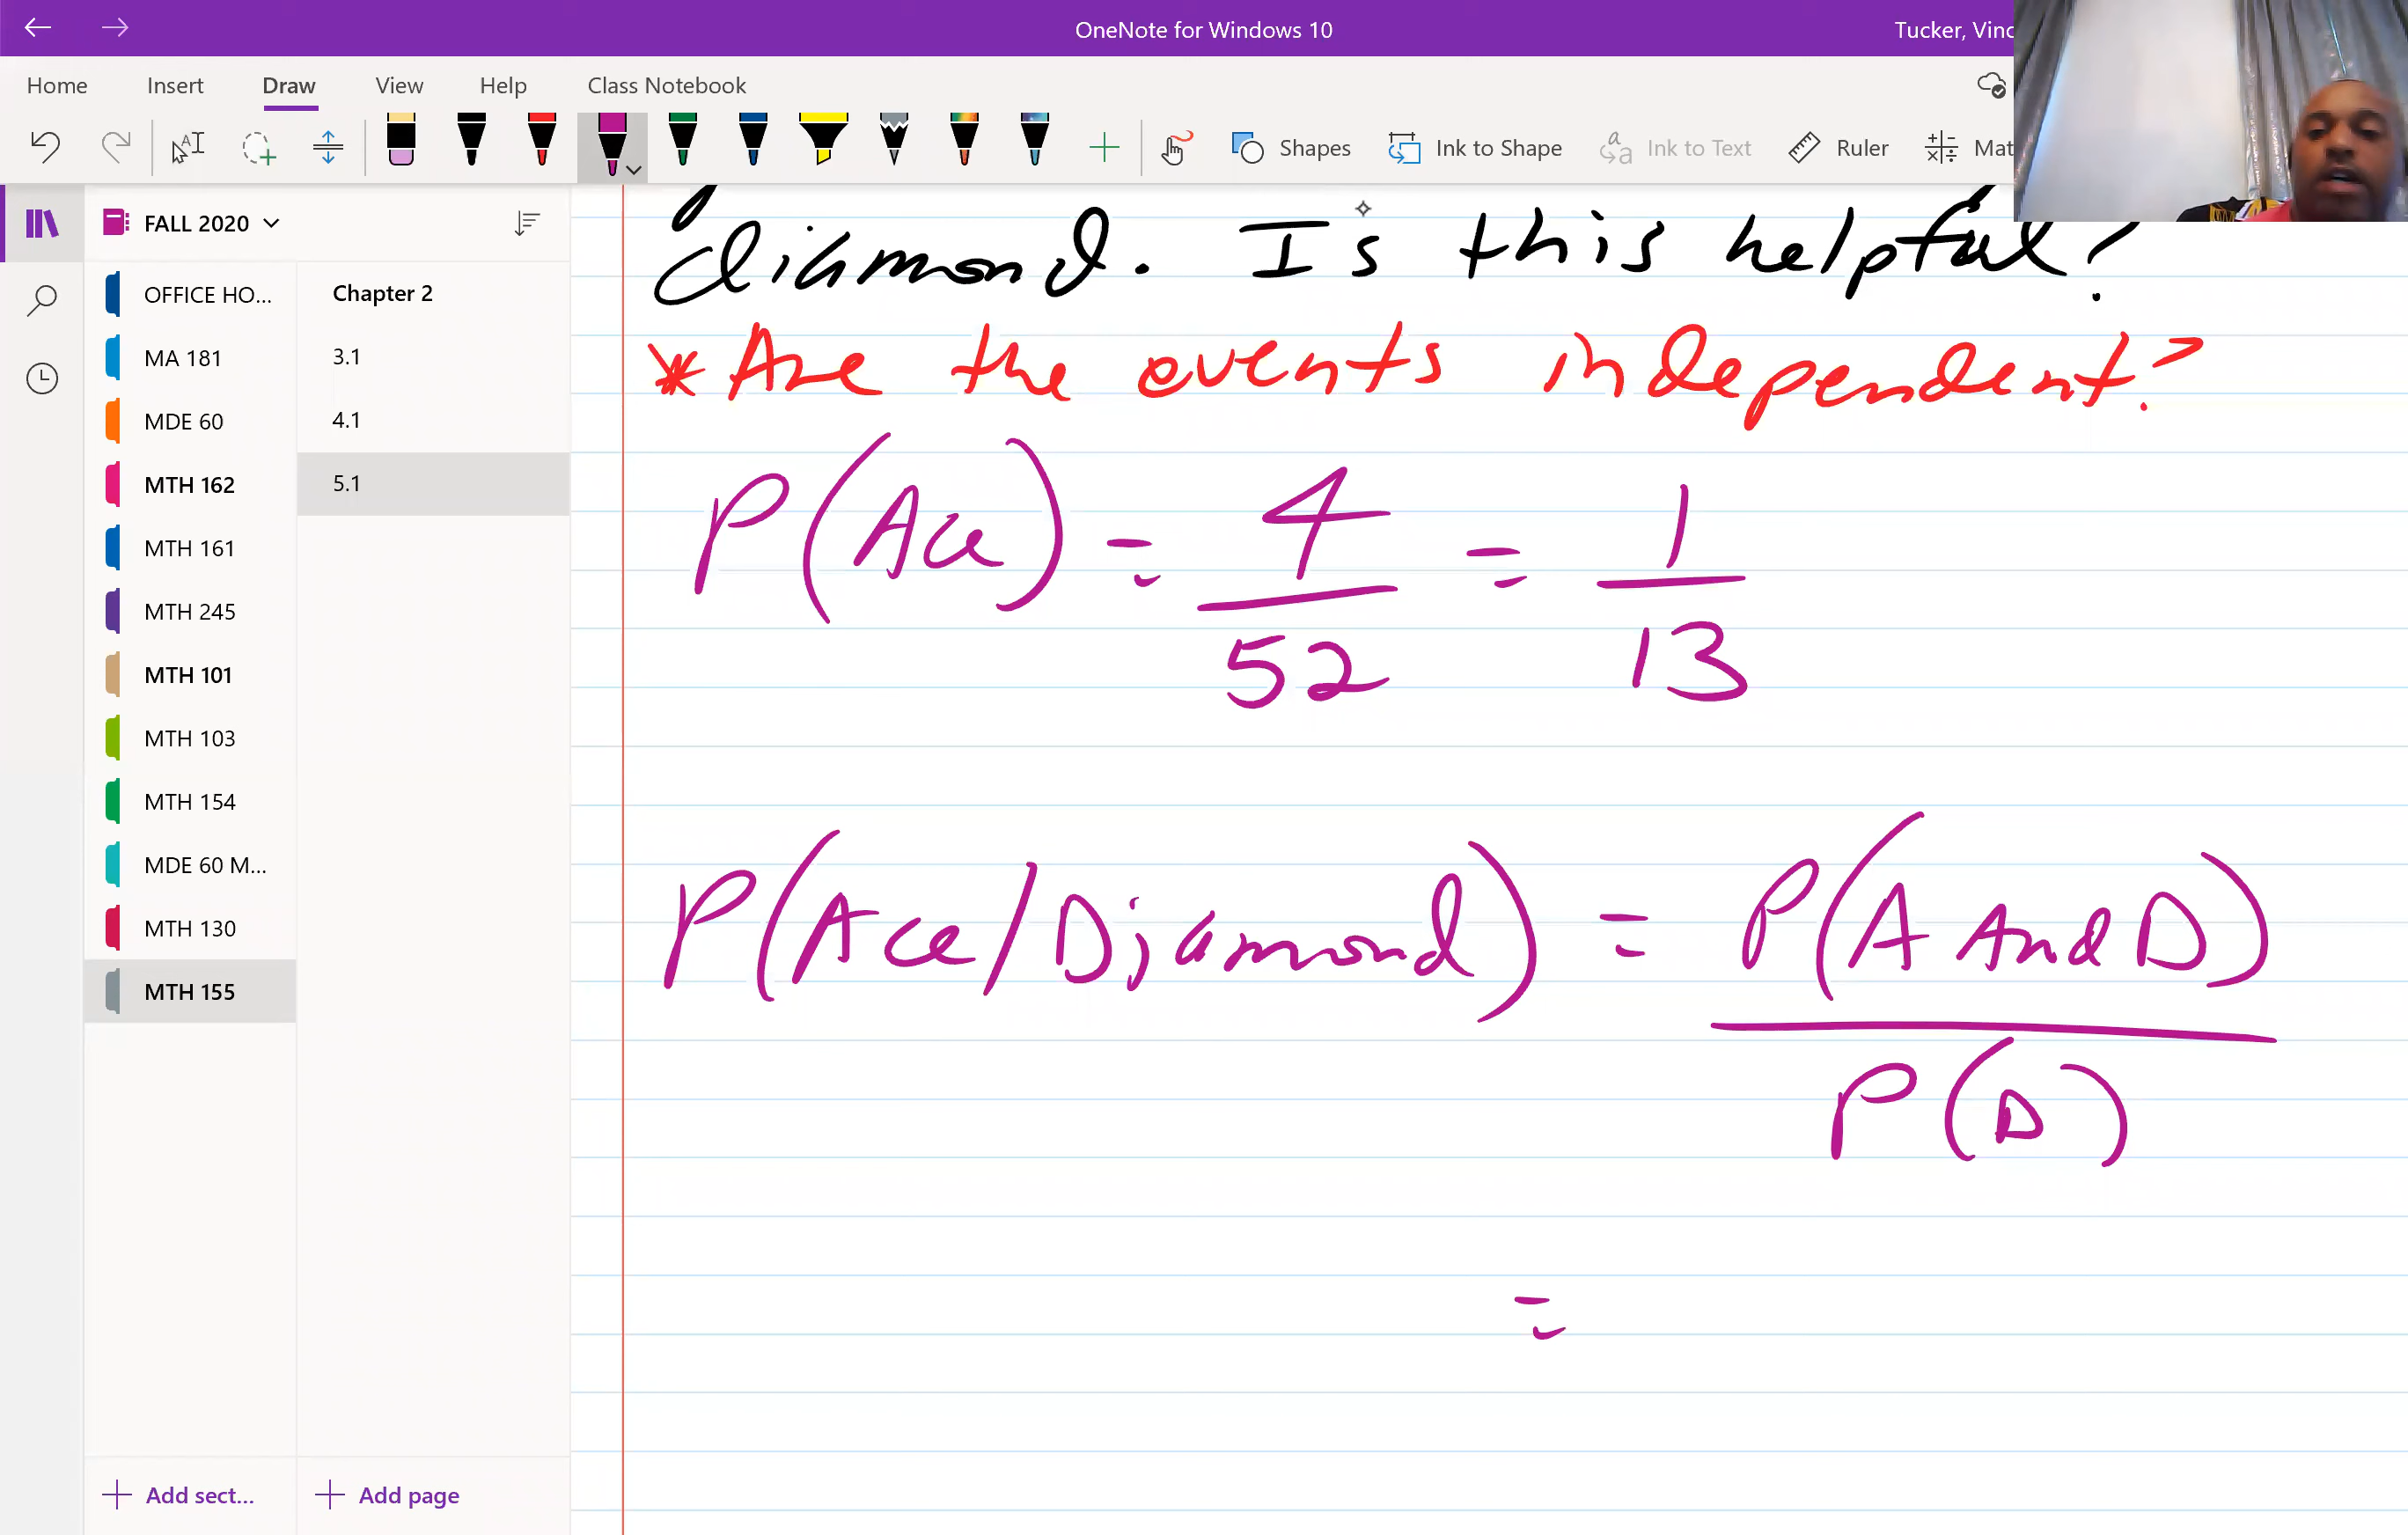 OneNote for Windows 10
Tucker, Vinc
Home Insert Draw View Help Class Notebook
Shapes Ink to Shape Ink to Text Ruler Mat
FALL 2020
OFFICE HO...
MA 181
MDE 60
MTH 162
MTH 161
MTH 245
MTH 101
MTH 103
MTH 154
MDE 60 M...
MTH 130
MTH 155
Add sect...
Chapter 2
3.1
4.1
5.1
Add page
diamond. Is this helpful?
* Are the events independent?
P(Ace) = 4/52 = 1/13
P(Ace/Diamond) = P(A And D)
P(D)
=